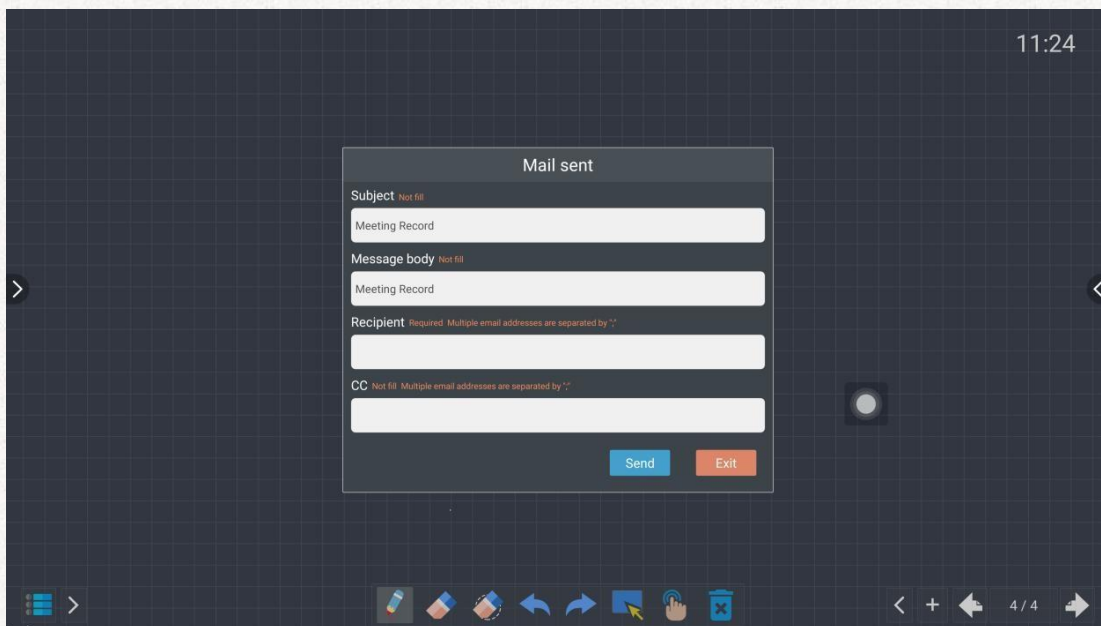 11:24
Mail sent
Subject Not fill
Meeting Record
Message body Not fill
Meeting Record
Recipient Required Multiple email addresses are separated by ";"
CC Not fill Multiple email addresses are separated by ";"
Send Exit
4 / 4